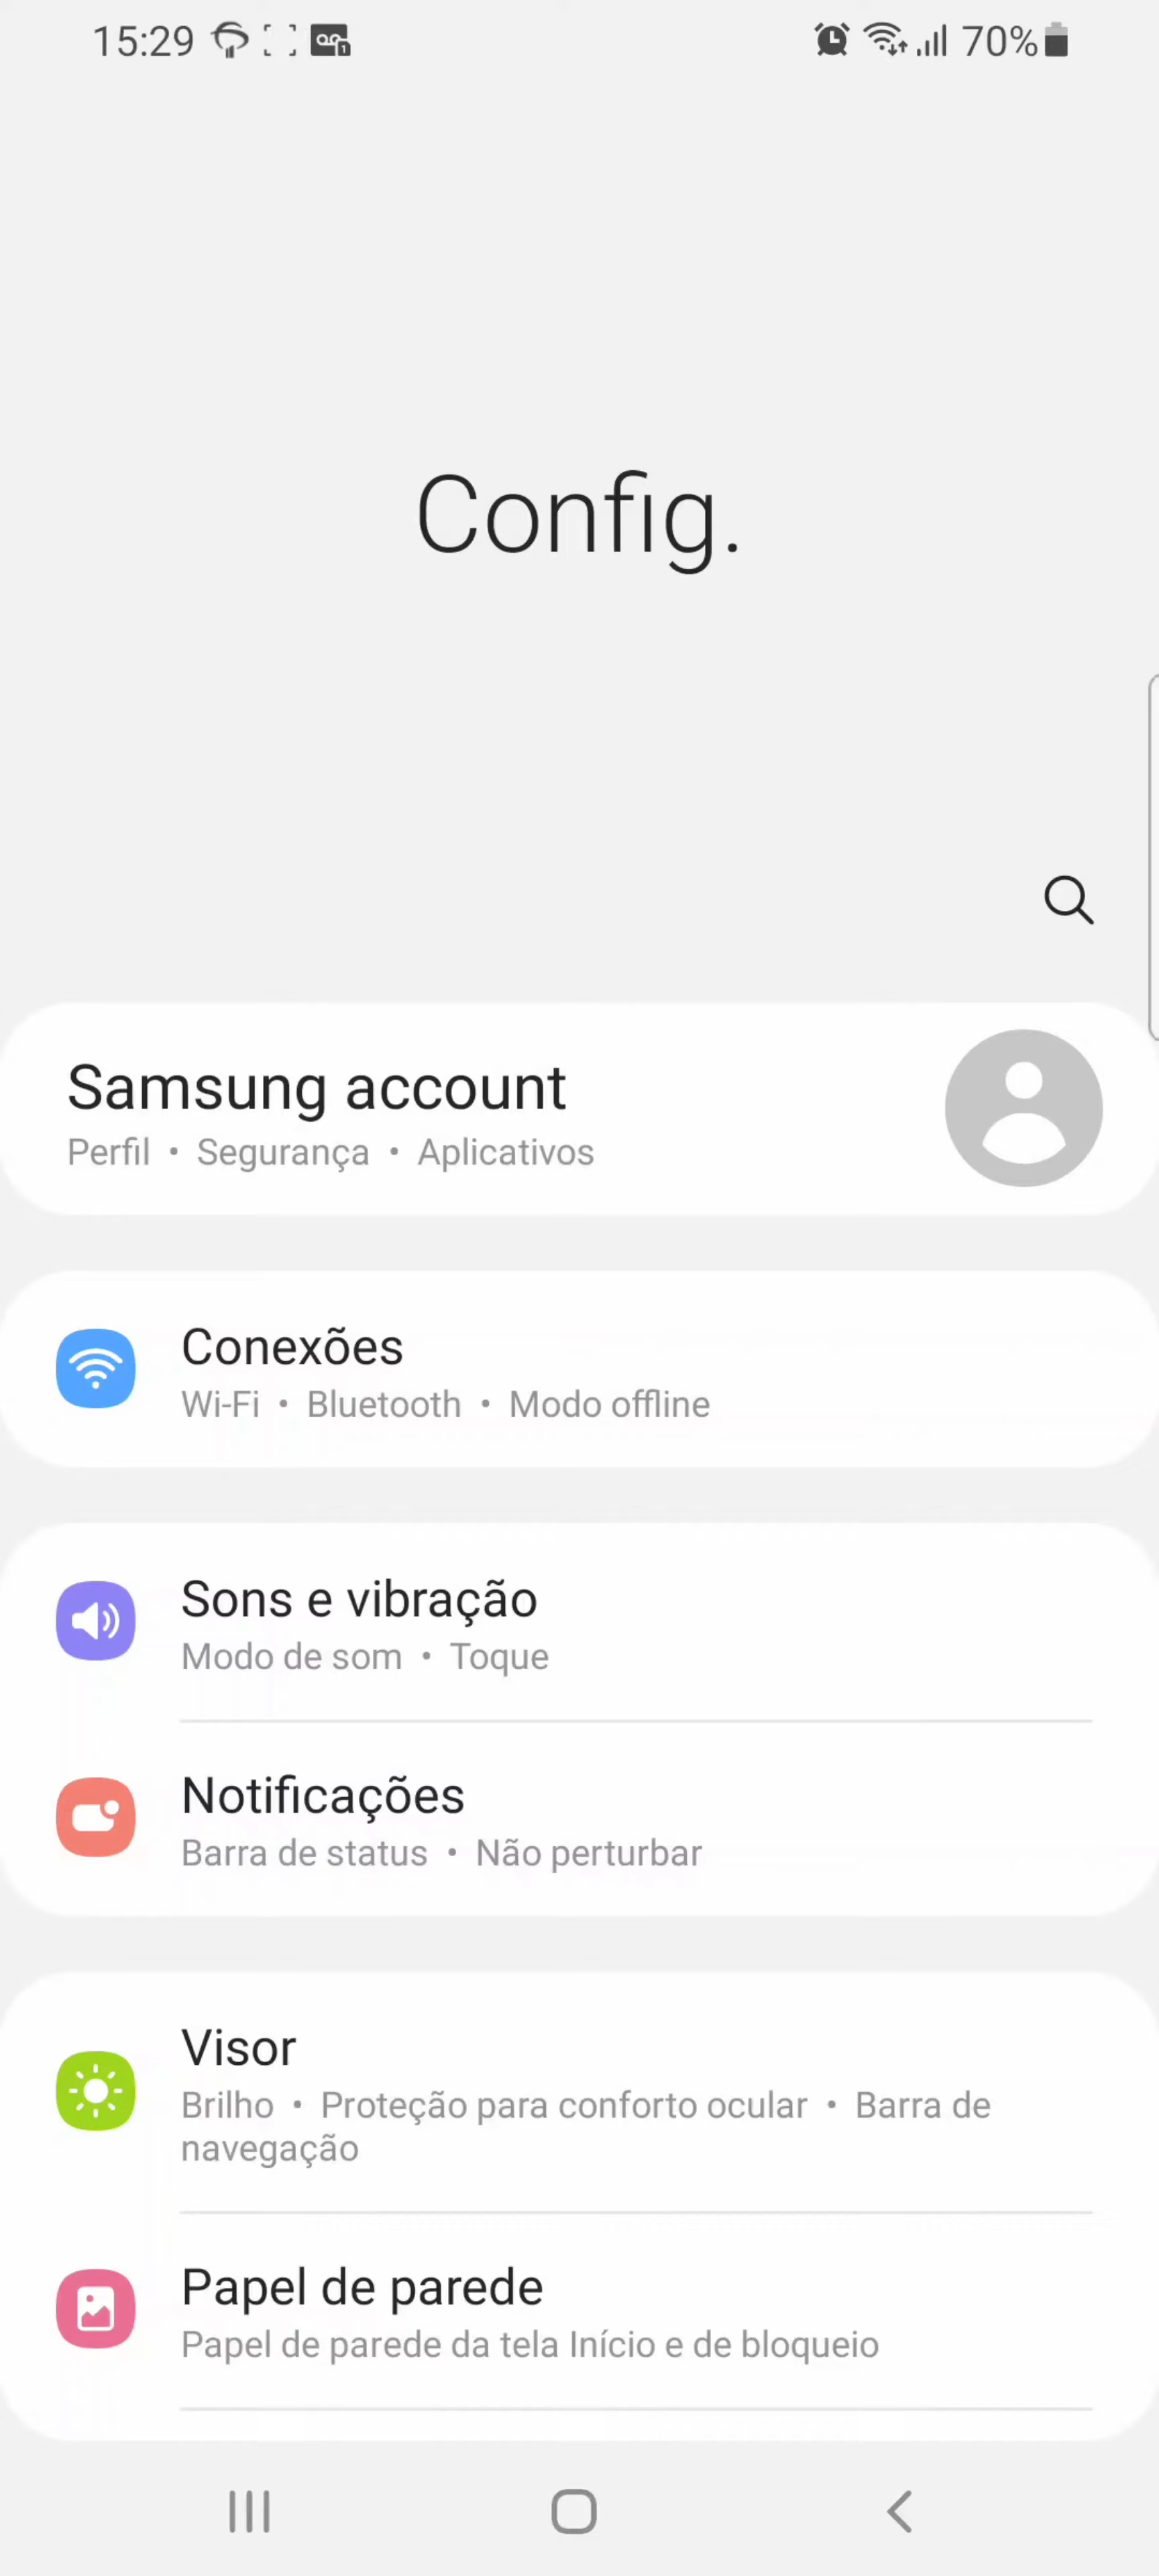 15:29 70%
Config.
Samsung account
Perfil • Segurança • Aplicativos
Conexões
Wi-Fi • Bluetooth • Modo offline
Sons e vibração
Modo de som • Toque
Notificações
Barra de status • Não perturbar
Visor
Brilho • Proteção para conforto ocular • Barra de
navegação
Papel de parede
Papel de parede da tela Início e de bloqueio